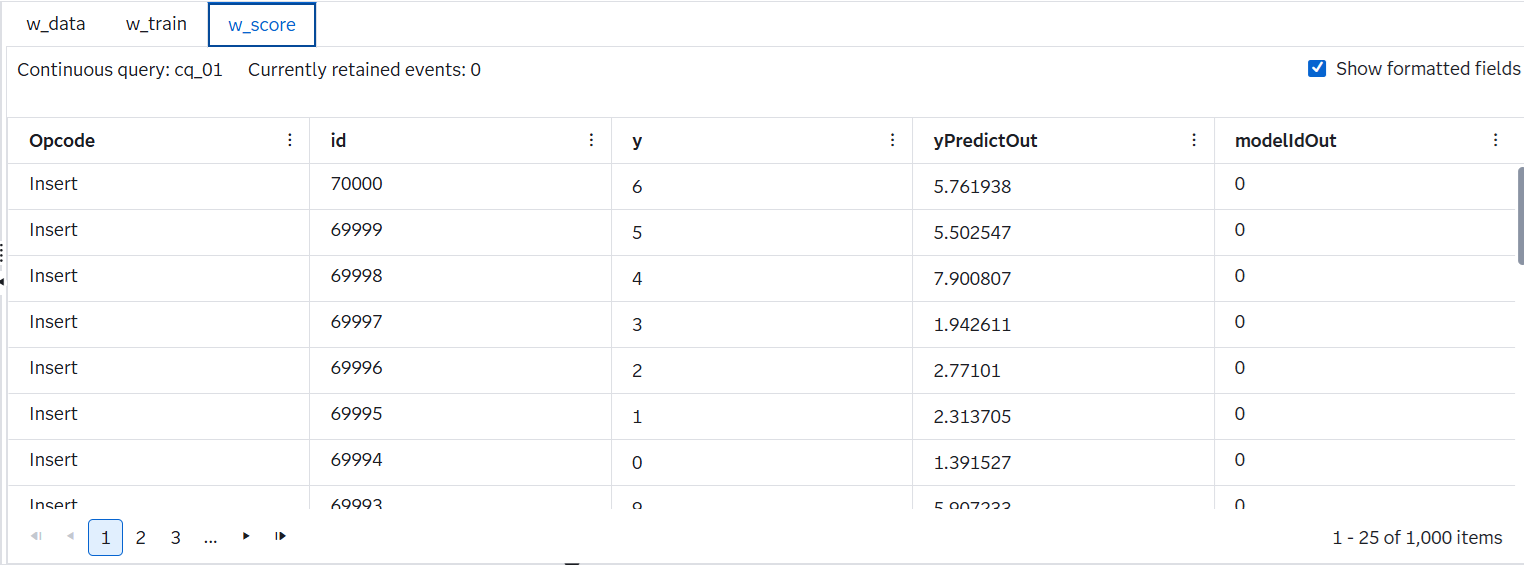 w_data w_train w_score
Continuous query: cq_01 Currently retained events: 0 Show formatted fields
Opcode id y yPredictOut modelIdOut
Insert 70000 6 5.761938 0
Insert 69999 5 5.502547 0
Insert 69998 4 7.900807 0
Insert 69997 3 1.942611 0
Insert 69996 2 2.77101 0
Insert 69995 1 2.313705 0
Insert 69994 0 1.391527 0
Insert 69993 9 5.907233 0
1 2 3 ... 1 - 25 of 1,000 items